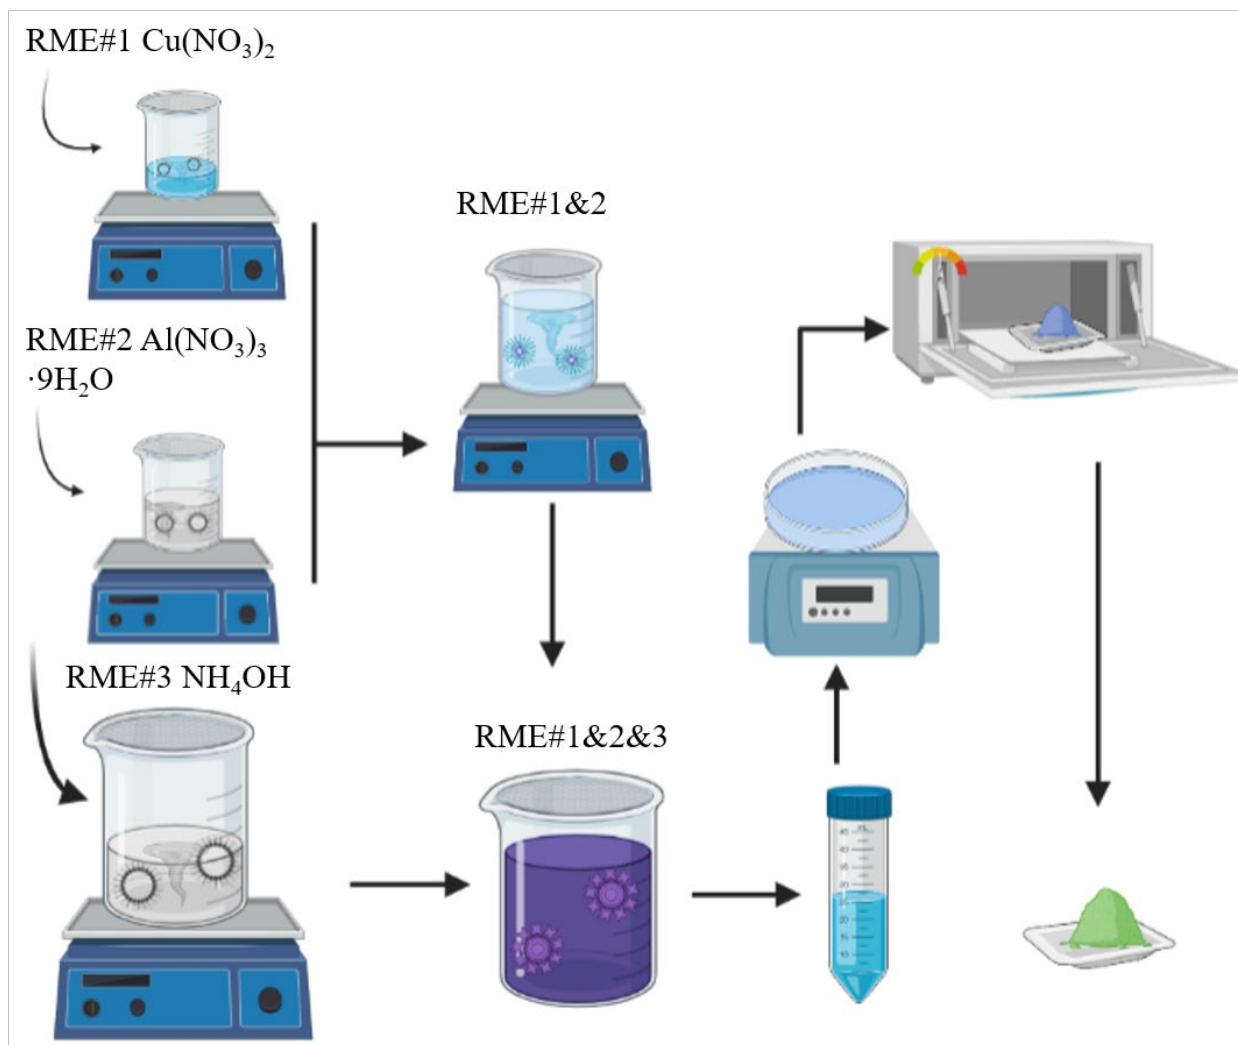 RME#1 Cu(NO₃)₂
RME#2 Al(NO₃)₃
·9H₂O
RME#1&2
RME#3 NH₄OH
RME#1&2&3